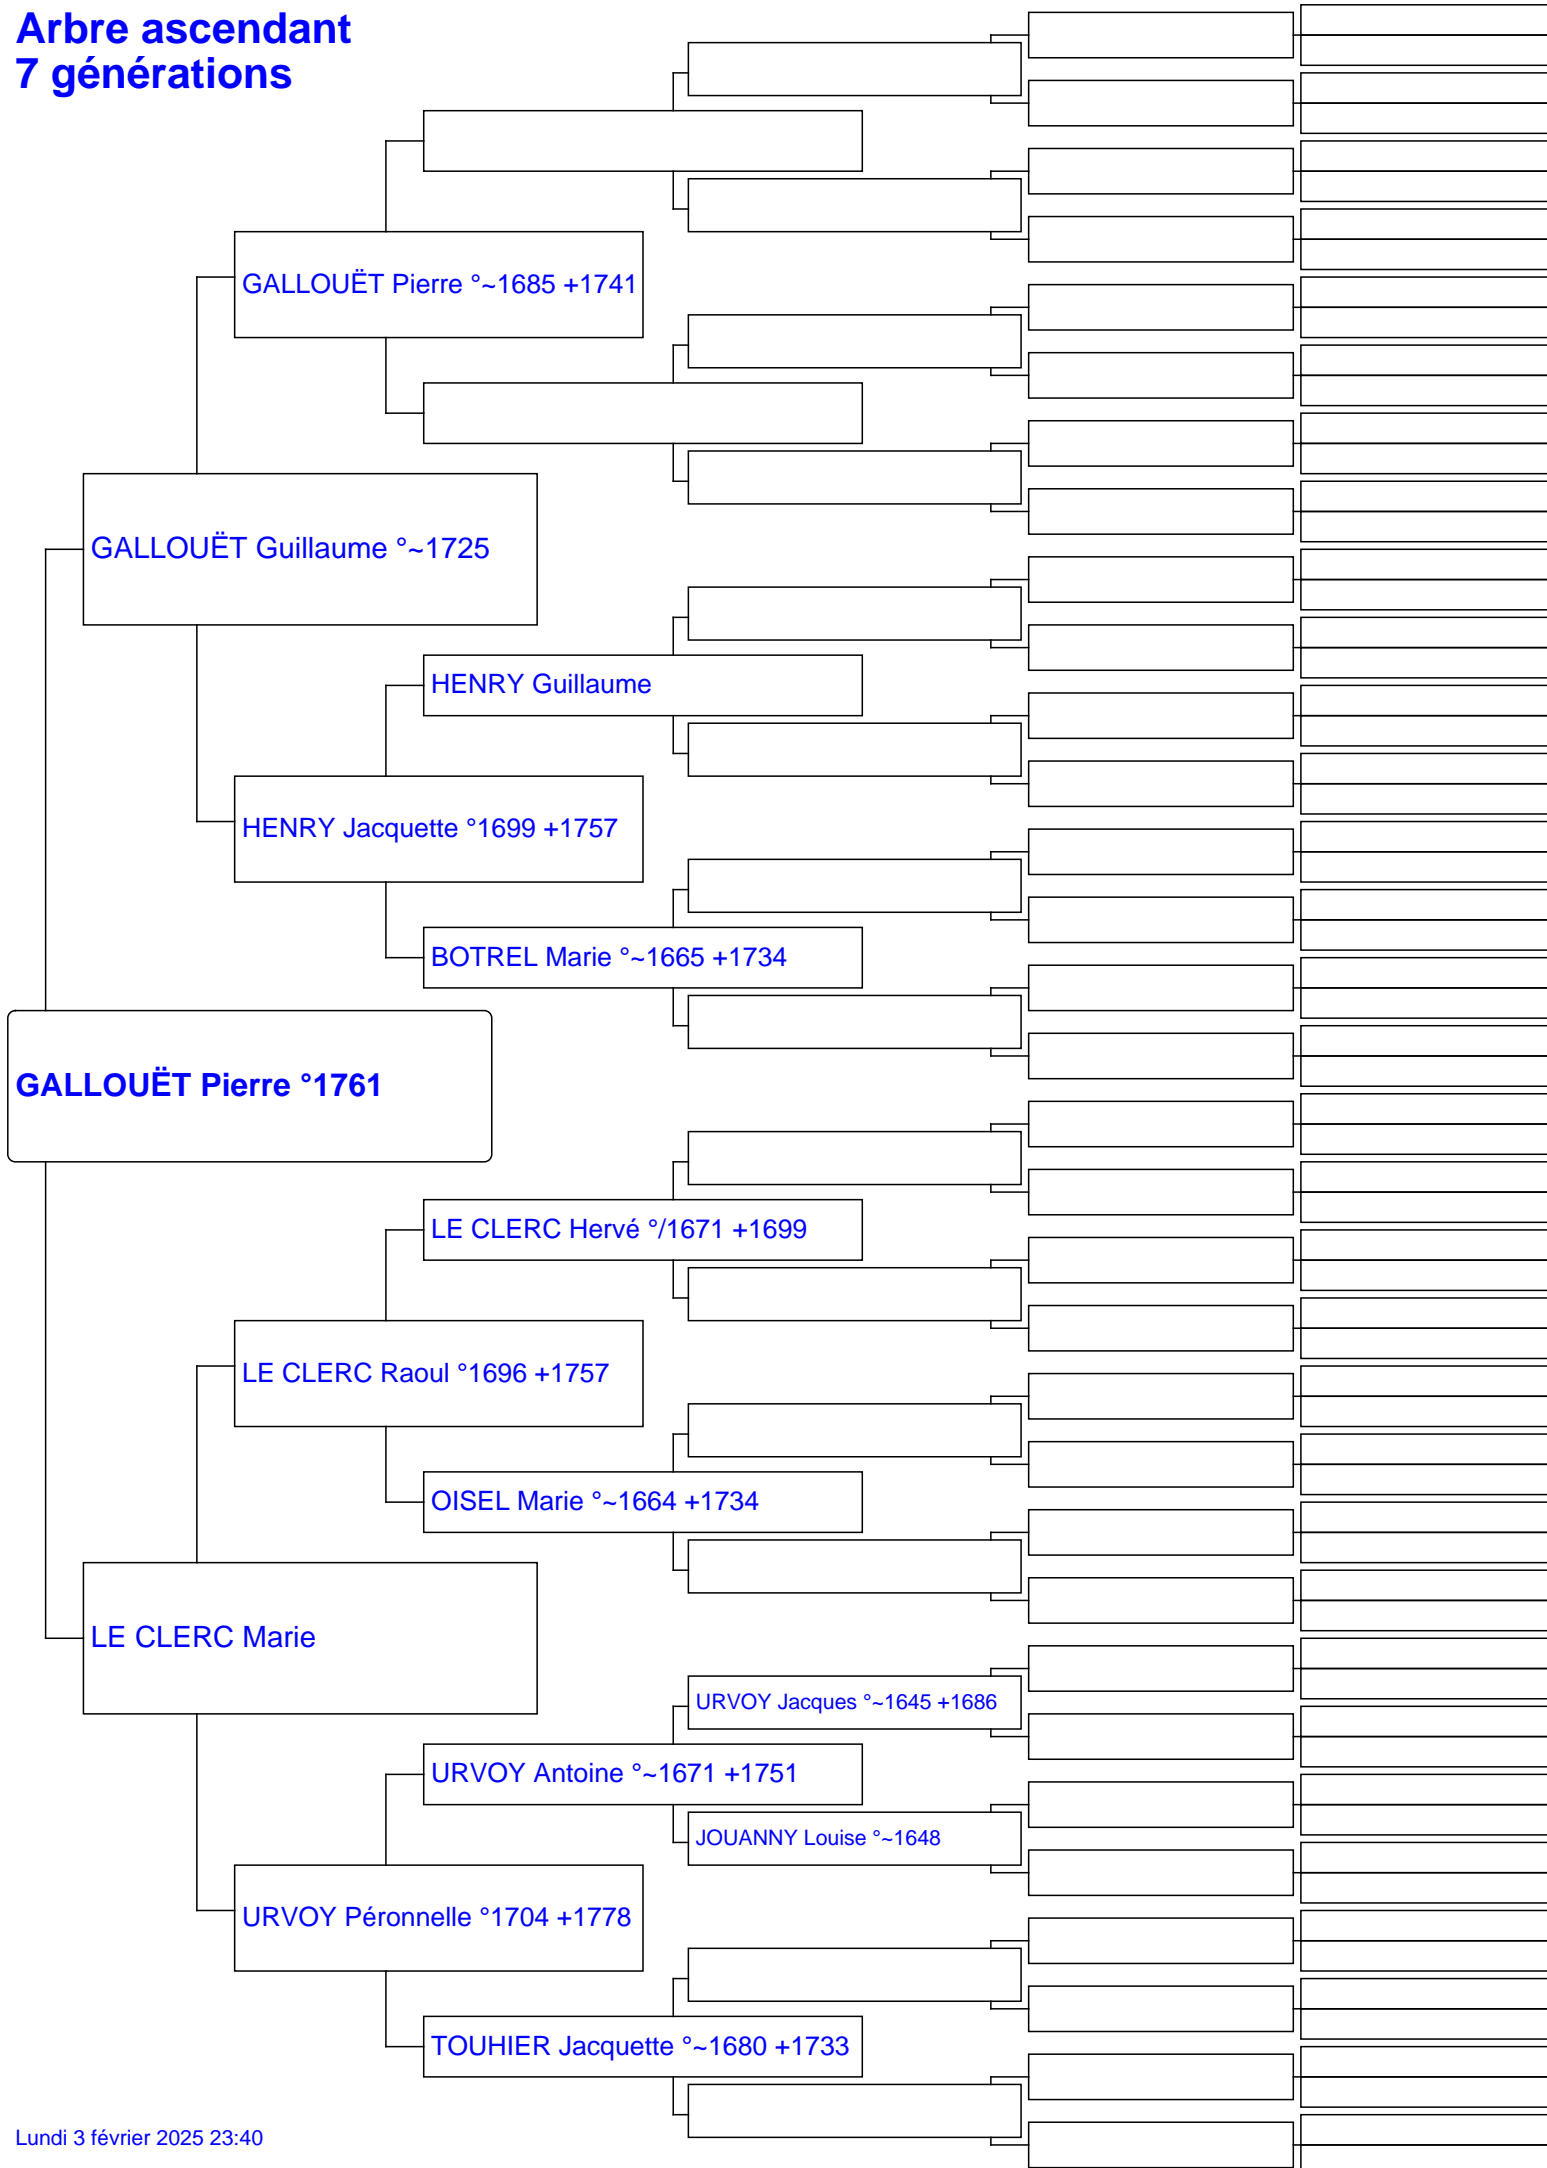 Arbre ascendant
7 générations
GALLOUËT Pierre °~1685 +1741
GALLOUËT Guillaume °~1725
HENRY Guillaume
HENRY Jacquette °1699 +1757
BOTREL Marie °~1665 +1734
GALLOUËT Pierre °1761
LE CLERC Hervé °/1671 +1699
LE CLERC Raoul °1696 +1757
OISEL Marie °~1664 +1734
LE CLERC Marie
URVOY Jacques °~1645 +1686
URVOY Antoine °~1671 +1751
JOUANNY Louise °~1648
URVOY Péronnelle °1704 +1778
TOUHIER Jacquette °~1680 +1733
Lundi 3 février 2025 23:40